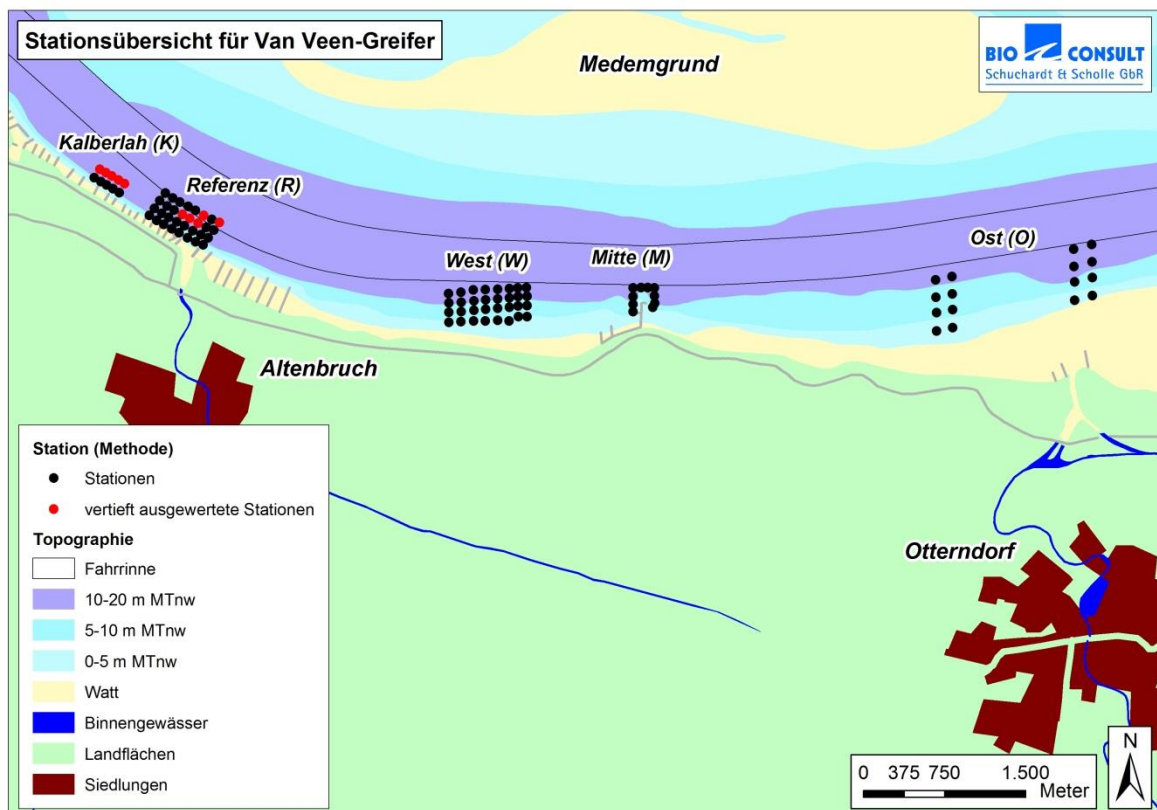 Stationsübersicht für Van Veen-Greifer
Medemgrund
BIO CONSULT
Schuchardt & Scholle GbR
Kalberlah (K)
Referenz (R)
West (W)
Mitte (M)
Ost (O)
Altenbruch
Otterndorf
Station (Methode)
Stationen
vertieft ausgewertete Stationen
Topographie
Fahrrinne
10-20 m MTnw
5-10 m MTnw
0-5 m MTnw
Watt
Binnengewässer
Landflächen
Siedlungen
N
0 375 750 1.500
Meter